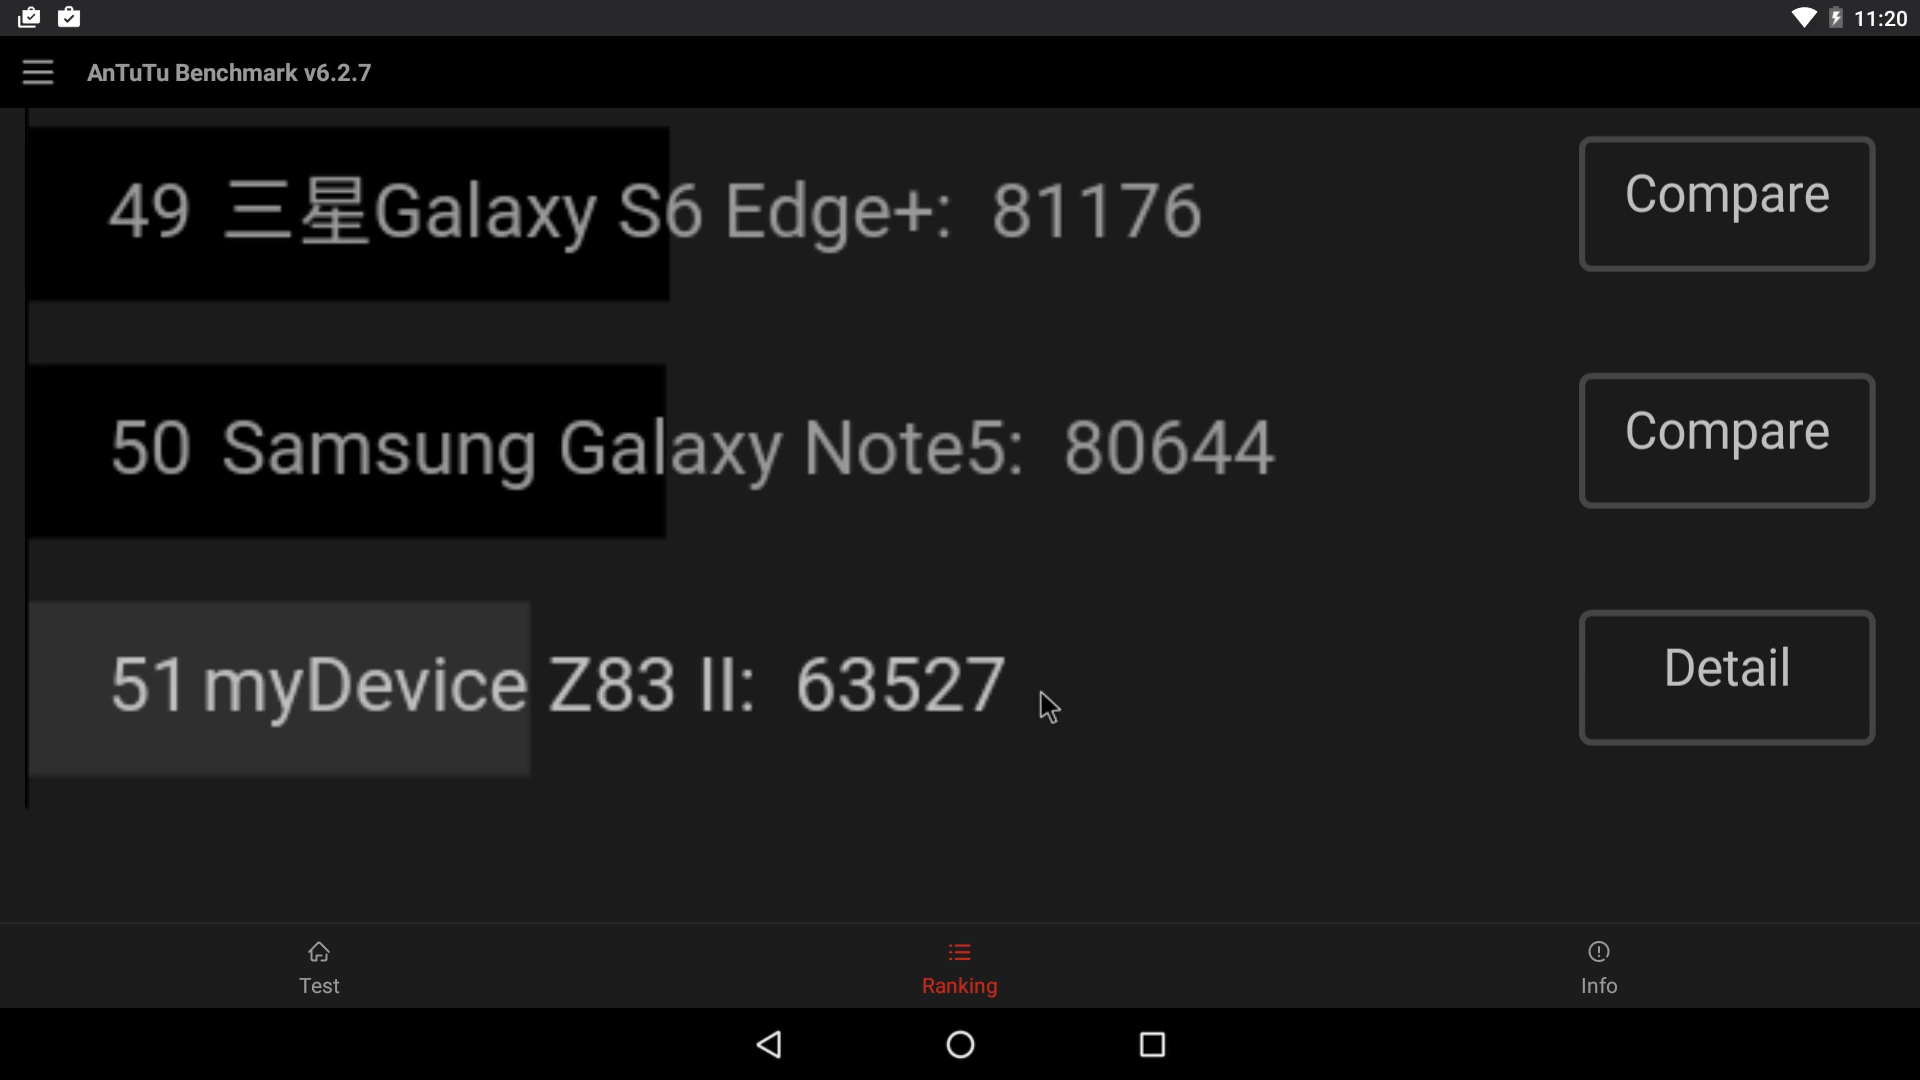 11:20
AnTuTu Benchmark v6.2.7
49 三星Galaxy S6 Edge+: 81176
Compare
50 Samsung Galaxy Note5: 80644
Compare
51 myDevice Z83 II: 63527
Detail
Test
Ranking
Info